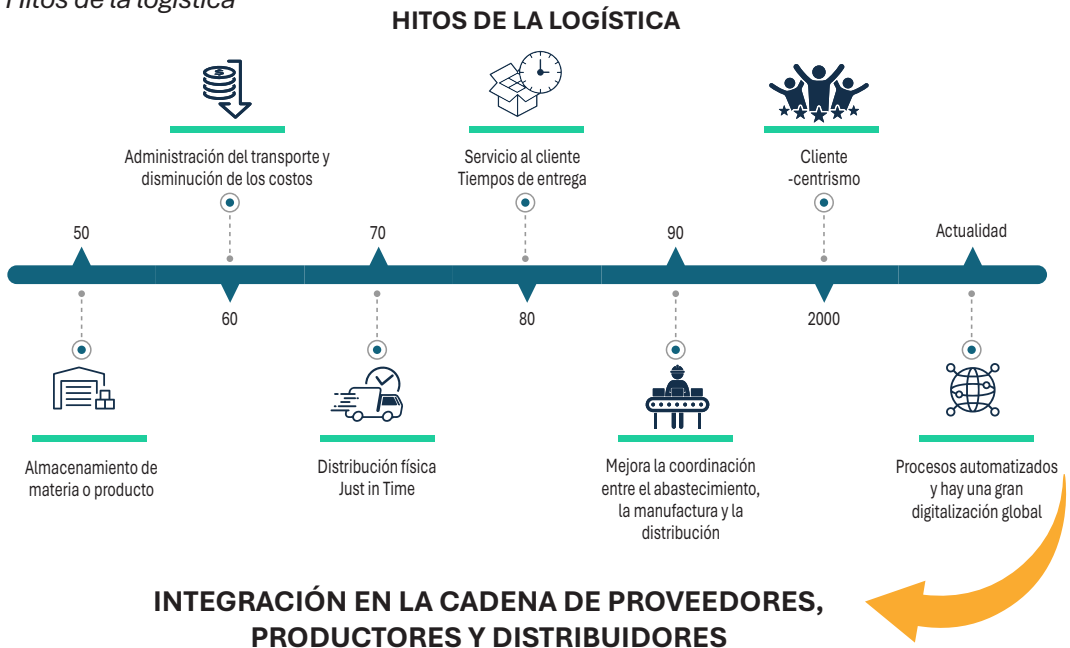 Hitos de la logística
HITOS DE LA LOGÍSTICA
$
Administración del transporte y
disminución de los costos
Servicio al cliente
Tiempos de entrega
Cliente
-centrismo
50
70
90
Actualidad
60
80
2000
Almacenamiento de
materia o producto
Distribución física
Just in Time
Mejora la coordinación
entre el abastecimiento,
la manufactura y la
distribución
Procesos automatizados
y hay una gran
digitalización global
INTEGRACIÓN EN LA CADENA DE PROVEEDORES,
PRODUCTORES Y DISTRIBUIDORES